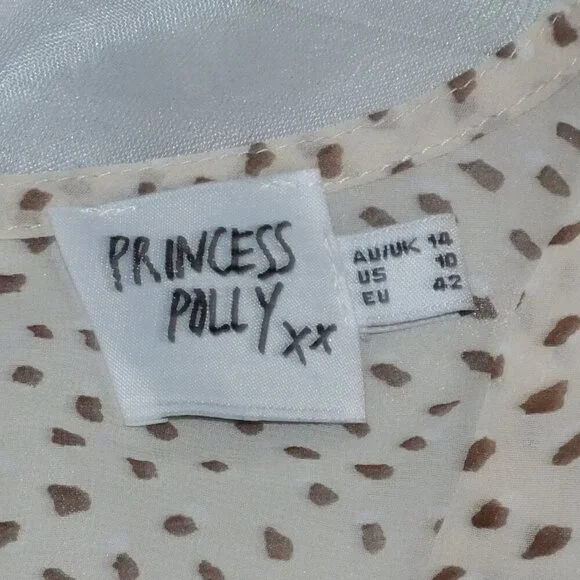 PRINCESS
POLLY
xx
AU/UK 14
US 10
EU 42